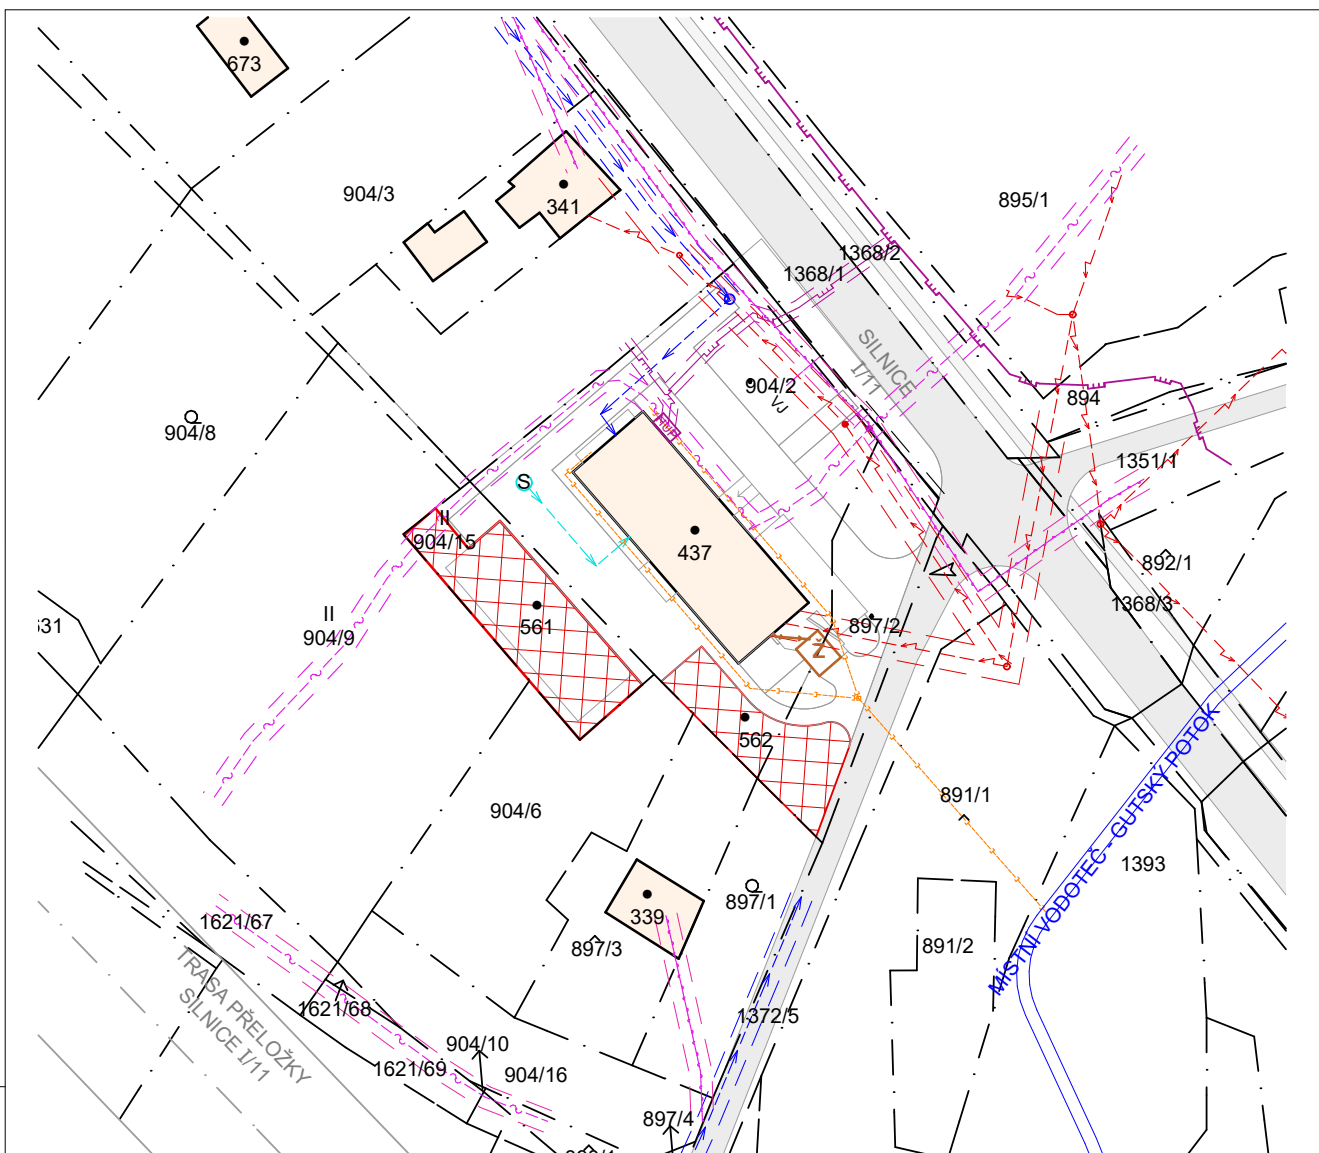 673
904/3
341
895/1
1368/2
1368/1
SILNICE
I/11
904/2
VJ
894
904/8
HUP
1351/1
S
II
904/15
437
892/1
1368/3
561
II
904/9
897/2
Ž
562
MÍSTNÍ VODOTEČ - GUTSKÝ POTOK
904/6
891/1
1393
339
897/1
1621/67
897/3
891/2
TRASA PŘELOŽKY
SILNICE I/11
1621/68
1372/5
904/10
1621/69
904/16
897/4